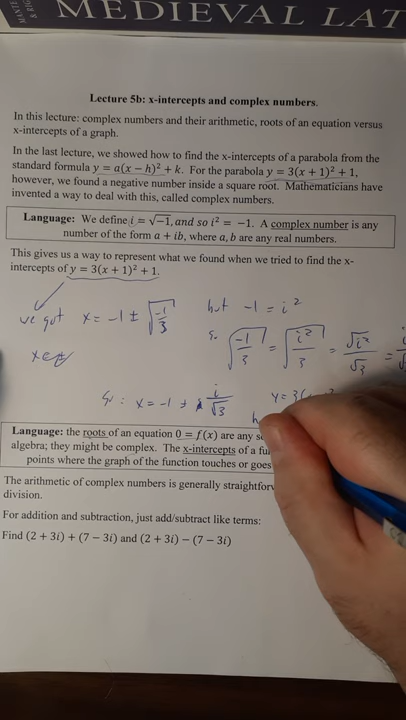 MEDIEVAL LAT
Lecture 5b: x-intercepts and complex numbers.
In this lecture: complex numbers and their arithmetic, roots of an equation versus
x-intercepts of a graph.
In the last lecture, we showed how to find the x-intercepts of a parabola from the
standard formula y = a(x − h)² + k. For the parabola y = 3(x + 1)² + 1,
however, we found a negative number inside a square root. Mathematicians have
invented a way to deal with this, called complex numbers.
Language: We define i = √−1, and so i² = −1. A complex number is any
number of the form a + ib, where a, b are any real numbers.
This gives us a way to represent what we found when we tried to find the x-
intercepts of y = 3(x + 1)² + 1.
we got x = −1 ± √(−1/3) but −1 = i²
so √(−1/3) = √(i²/3) = √i²/√3 =
so: x = −1 ± i/√3 y = 3(
Language: the roots of an equation 0 = f(x) are any
algebra; they might be complex. The x-intercepts of a
points where the graph of the function touches or goes
The arithmetic of complex numbers is generally
division.
For addition and subtraction, just add/subtract like terms:
Find (2 + 3i) + (7 − 3i) and (2 + 3i) − (7 − 3i)